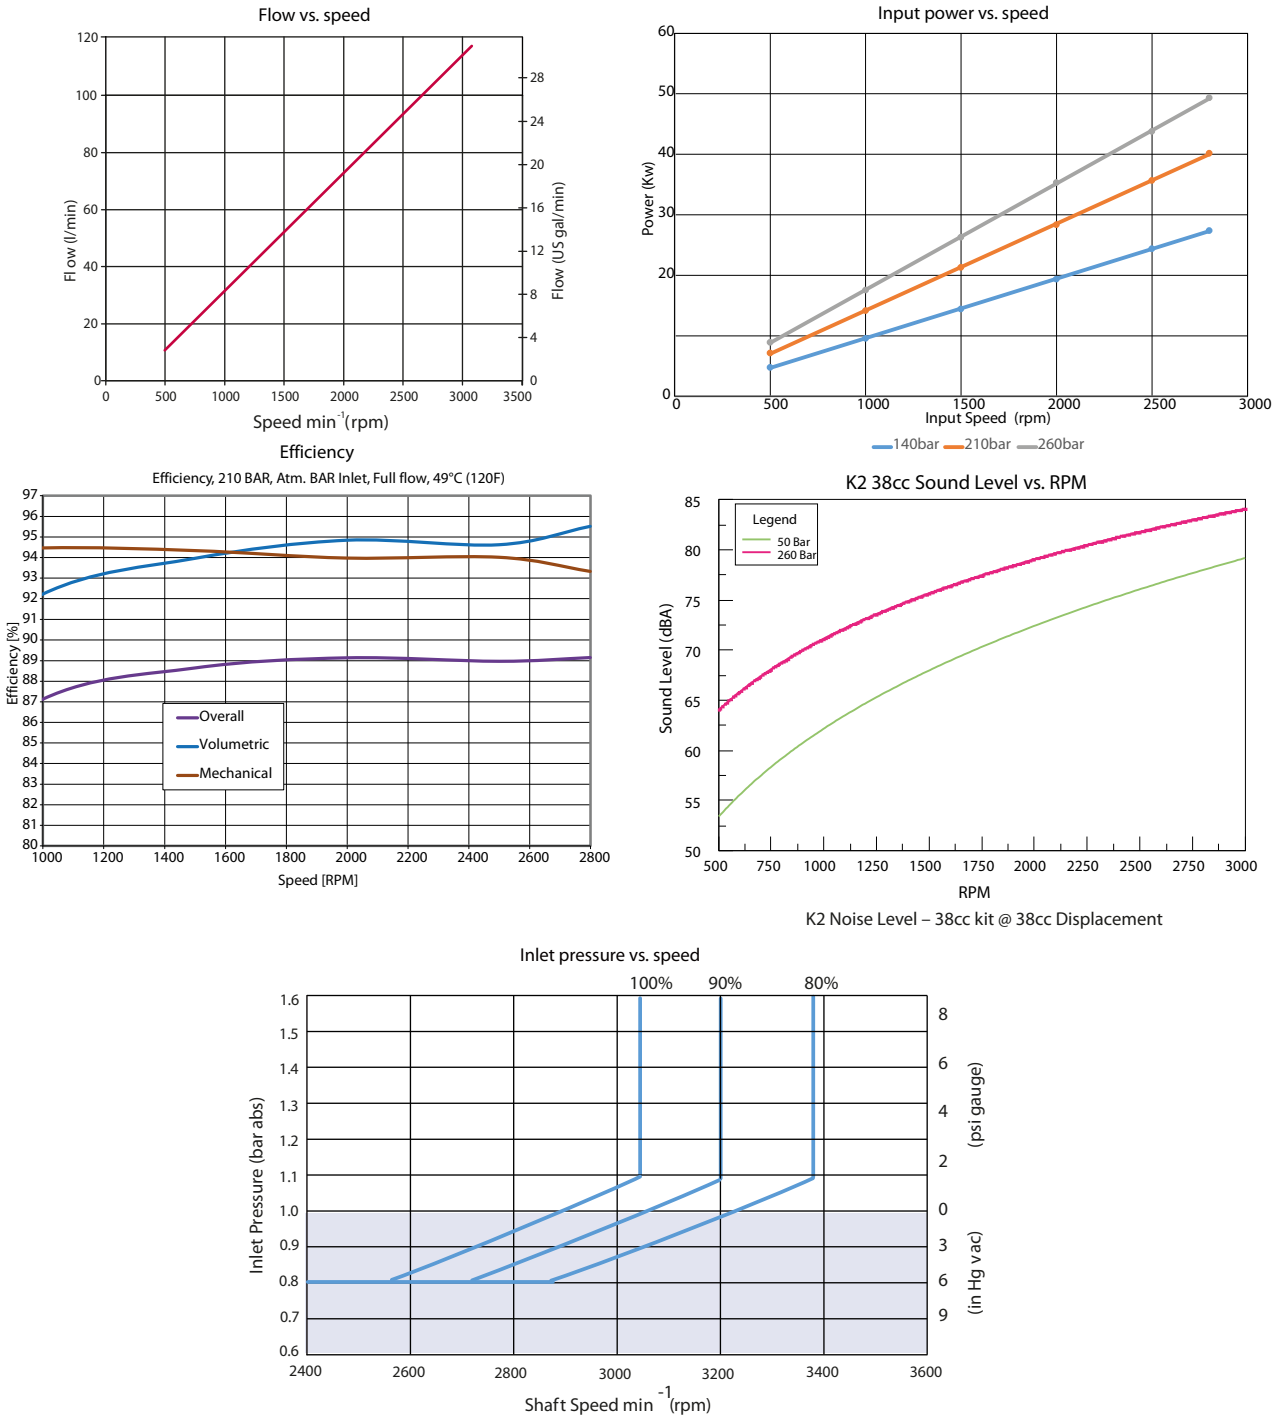 Flow vs. speed
120
100
80
60
40
20
0
Fl ow (l/min)
28
24
20
16
12
8
4
0
Flow (US gal/min)
0 500 1000 1500 2000 2500 3000 3500
Speed min-1(rpm)
Input power vs. speed
60
50
40
30
20
0
Power (Kw)
0 500 1000 1500 2000 2500 3000
Input Speed (rpm)
140bar 210bar 260bar
Efficiency
Efficiency, 210 BAR, Atm. BAR Inlet, Full flow, 49°C (120F)
97
96
95
94
93
92
91
90
89
88
87
86
85
84
83
82
81
80
Efficiency [%]
Overall
Volumetric
Mechanical
1000 1200 1400 1600 1800 2000 2200 2400 2600 2800
Speed [RPM]
K2 38cc Sound Level vs. RPM
85
80
75
70
65
60
55
50
Sound Level (dBA)
Legend
50 Bar
260 Bar
500 750 1000 1250 1500 1750 2000 2250 2500 2750 3000
RPM
K2 Noise Level – 38cc kit @ 38cc Displacement
Inlet pressure vs. speed
100% 90% 80%
1.6
1.5
1.4
1.3
1.2
1.1
1.0
0.9
0.8
0.7
0.6
Inlet Pressure (bar abs)
8
6
4
2
0
3
6
9
(psi gauge)
(in Hg vac)
2400 2600 2800 3000 3200 3400 3600
Shaft Speed min-1(rpm)